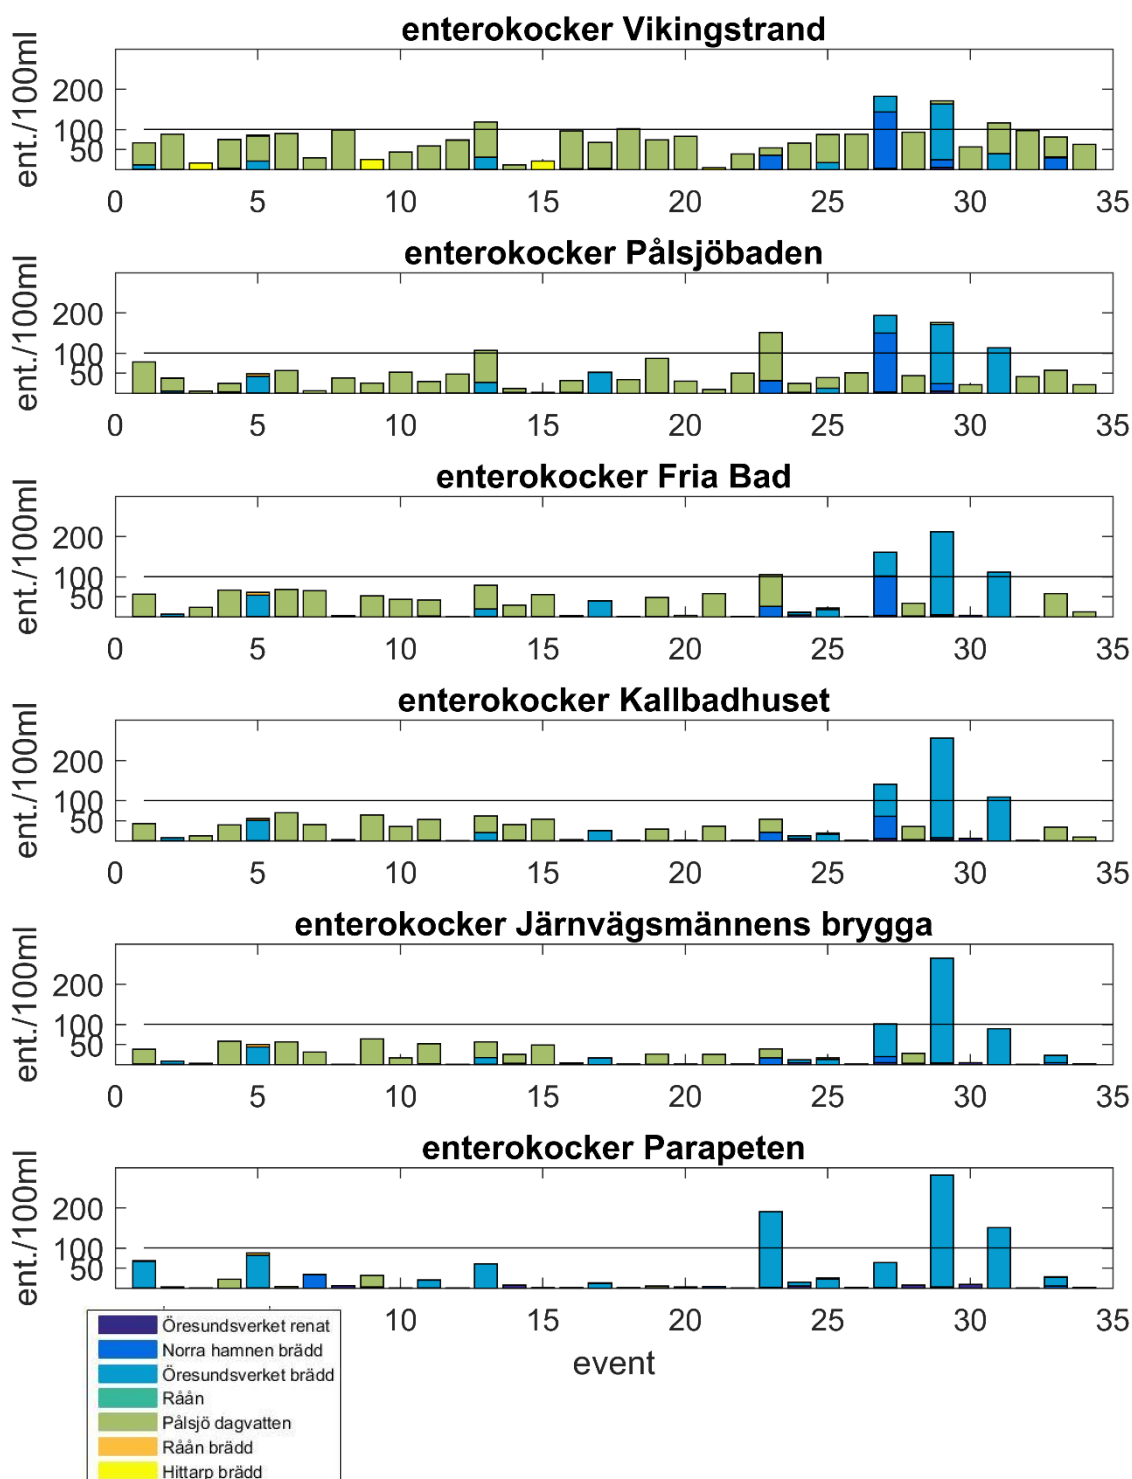 enterokocker Vikingstrand
ent./100ml
200
100
50
0 5 10 15 20 25 30 35
enterokocker Pålsjöbaden
ent./100ml
200
100
50
0 5 10 15 20 25 30 35
enterokocker Fria Bad
ent./100ml
200
100
50
0 5 10 15 20 25 30 35
enterokocker Kallbadhuset
ent./100ml
200
100
50
0 5 10 15 20 25 30 35
enterokocker Järnvägsmännens brygga
ent./100ml
200
100
50
0 5 10 15 20 25 30 35
enterokocker Parapeten
ent./100ml
200
100
50
10 15 20 25 30 35
event
Öresundsverket renat
Norra hamnen brädd
Öresundsverket brädd
Råån
Pålsjö dagvatten
Råån brädd
Hittarp brädd